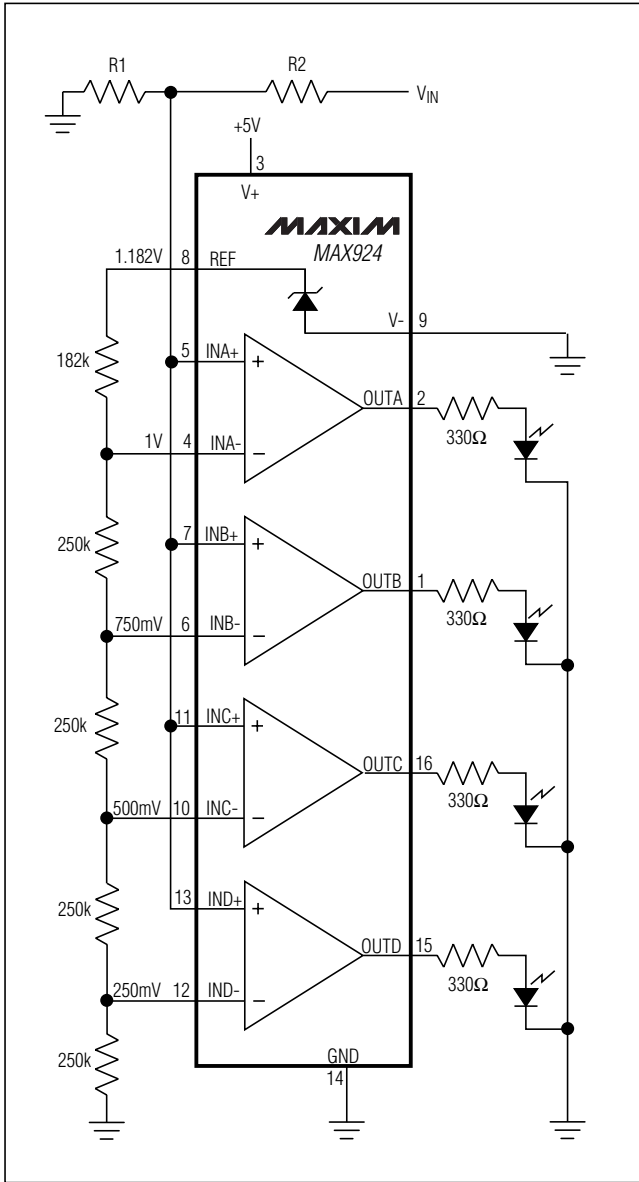 R1 R2
VIN
+5V
3
V+
MAXIM
MAX924
1.182V 8 REF
V- 9
182k
5 INA+
+
OUTA 2
330Ω
1V 4 INA-
−
250k
7 INB+
+
OUTB 1
330Ω
750mV 6 INB-
−
250k
11 INC+
+
OUTC 16
330Ω
500mV 10 INC-
−
250k
13 IND+
+
OUTD 15
330Ω
250mV 12 IND-
−
250k
GND
14